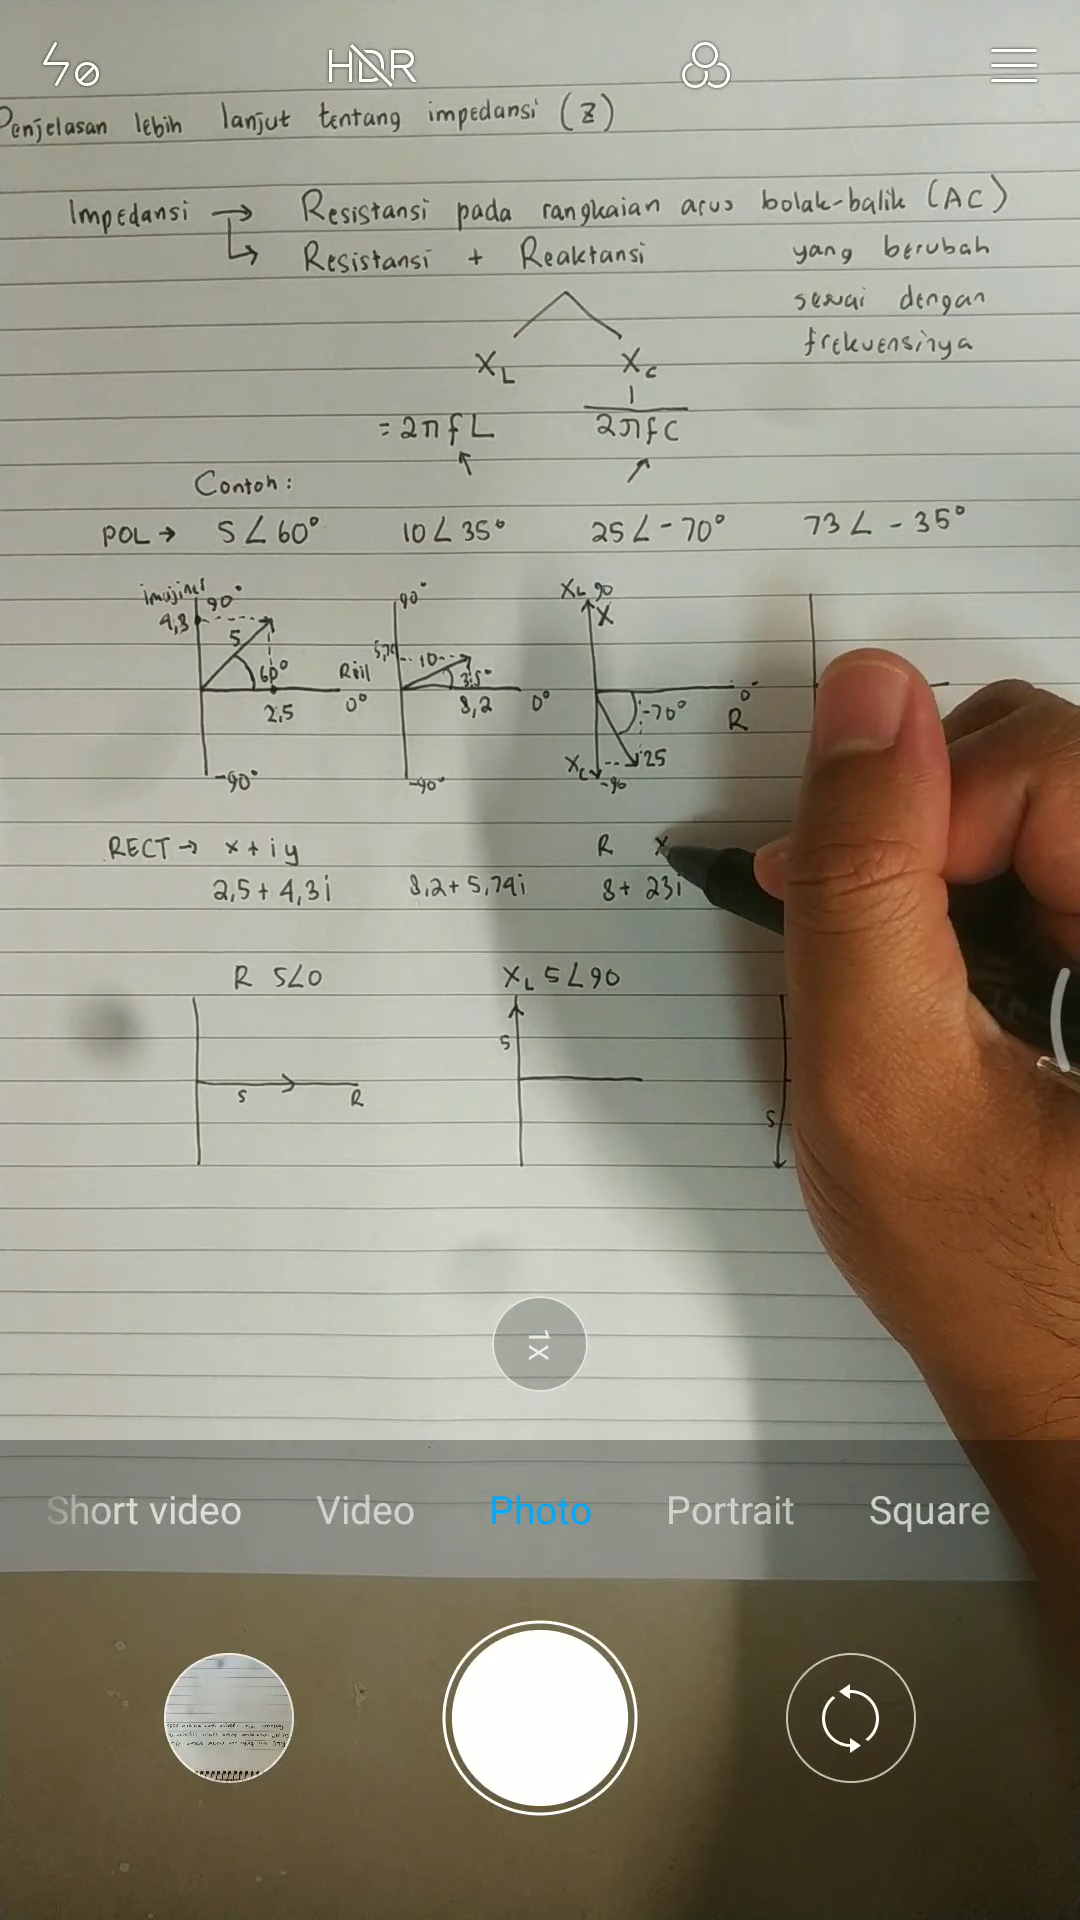 HDR
Penjelasan lebih lanjut tentang impedansi (Z)
Impedansi → Resistansi pada rangkaian arus bolak-balik (AC)
↳ Resistansi + Reaktansi
yang berubah
sesuai dengan
frekuensinya
XL XC
= 2πfL
1
2πfC
Contoh :
POL → 5∠60° 10∠35° 25∠-70° 73∠-35°
imajiner 90°
4,3
5
60°
Riil
0°
2,5
-90°
90°
10
35°
8,2
0°
-90°
XL 90
X
0°
-70°
R
25
XC
-90
RECT → x + iy R X
2,5 + 4,3i 8,2 + 5,74i 8 + 23i
R 5∠0 XL 5∠90
5
R
5
5
1X
Short video Video Photo Portrait Square